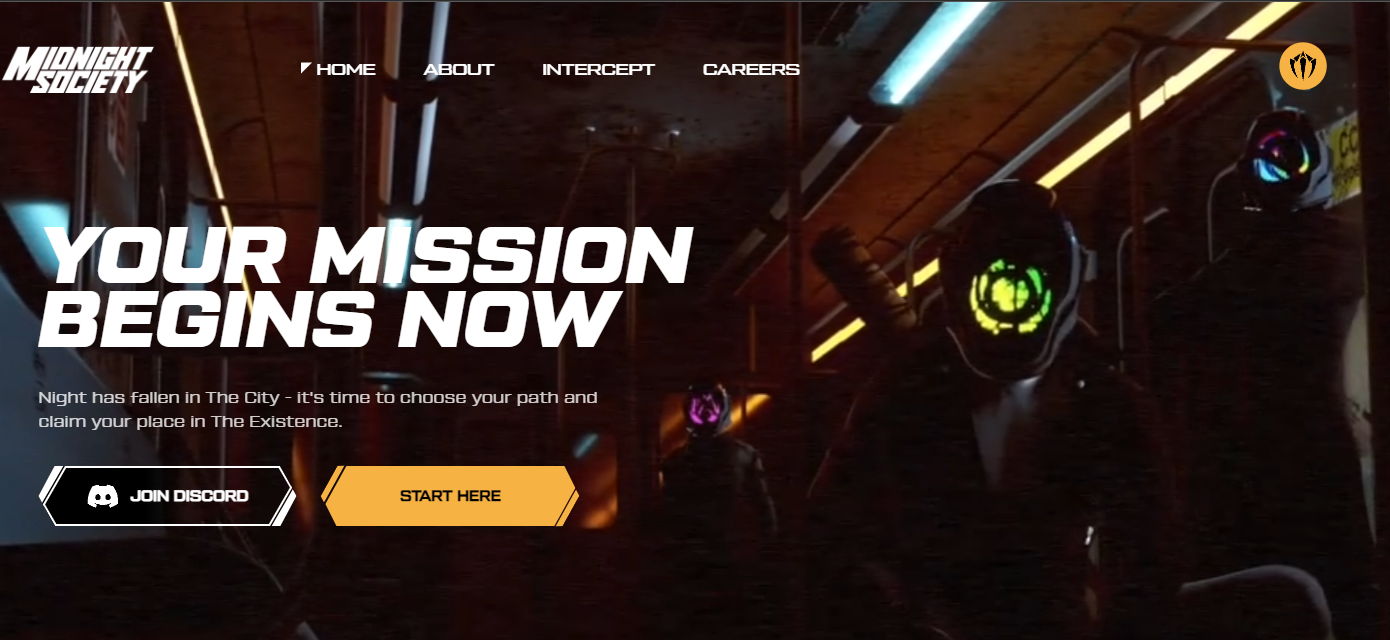 MIDNIGHT
SOCIETY
HOME ABOUT INTERCEPT CAREERS
YOUR MISSION
BEGINS NOW
Night has fallen in The City - it's time to choose your path and
claim your place in The Existence.
JOIN DISCORD START HERE